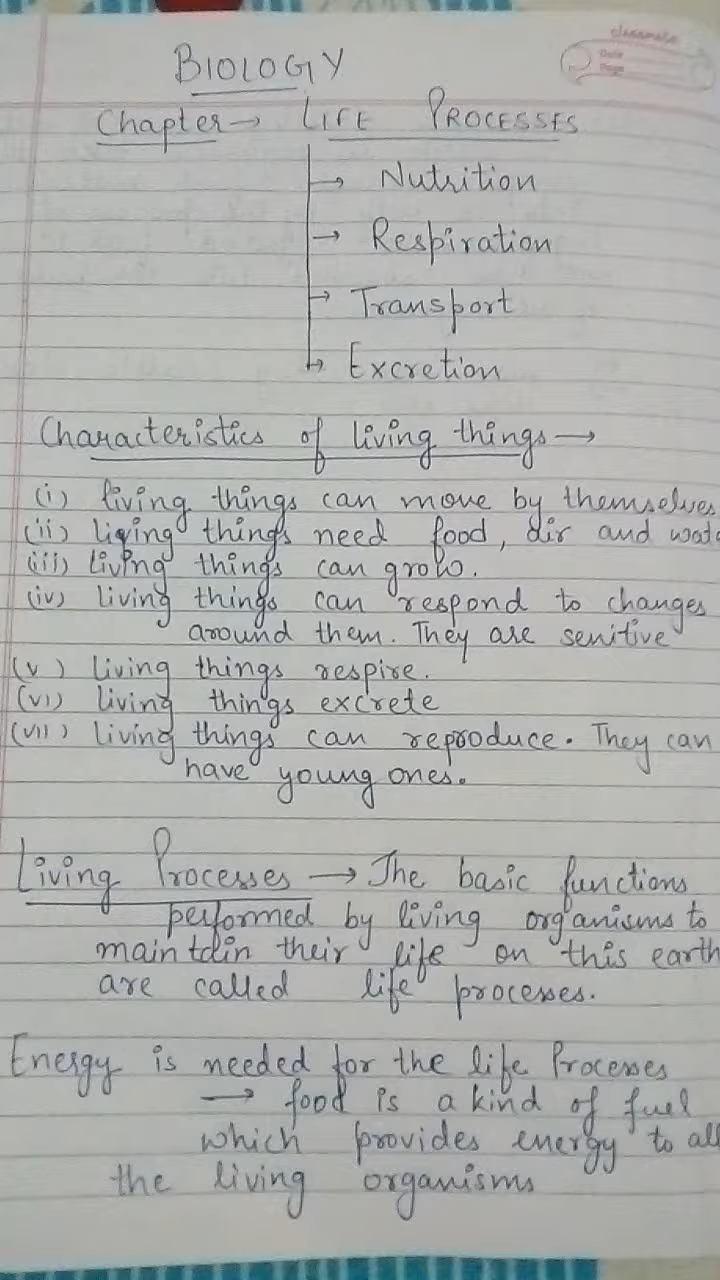 classmate
Date
Page
BIOLOGY
Chapter → LIFE PROCESSES
→ Nutrition
→ Respiration
→ Transport
→ Excretion
Characteristics of living things →
(i) living things can move by themselves
(ii) living things need food, air and wat
(iii) living things can grow.
(iv) living things can respond to changes
around them. They are senitive
(v) living things respire.
(vi) living things excrete
(vii) living things can reproduce. They can
have young ones.
Living Processes → The basic functions
performed by living organisms to
maintain their life on this earth
are called life processes.
Energy is needed for the life Processes
→ food is a kind of fuel
which provides energy to all
the living organisms